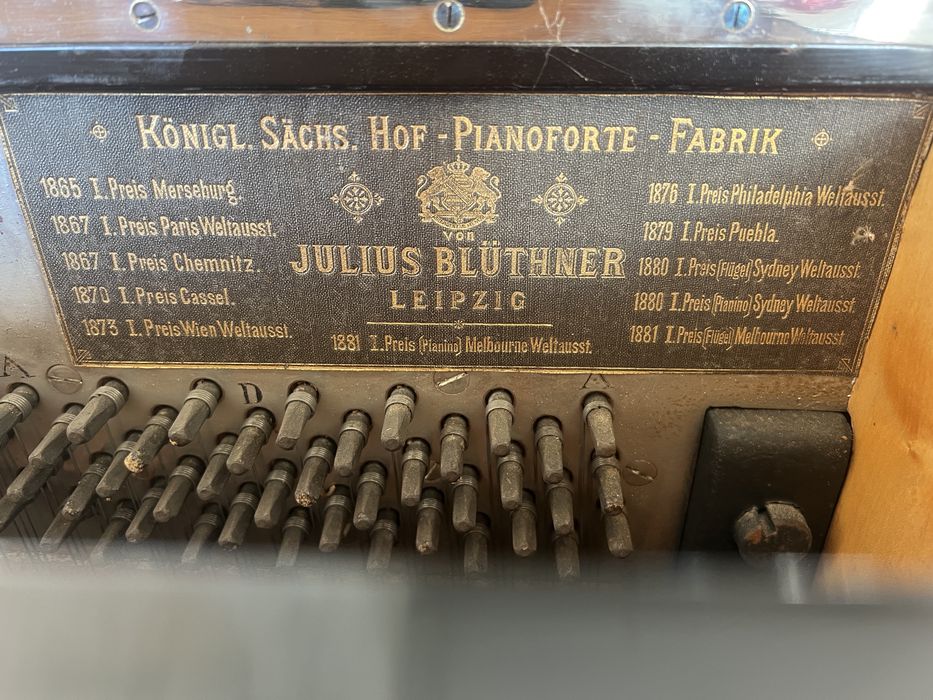 KÖNIGL. SÄCHS. HOF - PIANOFORTE - FABRIK
1865 I. Preis Merseburg.
1867 I. Preis Paris Weltausst.
1867 I. Preis Chemnitz.
1870 I. Preis Cassel.
1873 I. Preis Wien Weltausst.
von
JULIUS BLÜTHNER
LEIPZIG
1881 I. Preis (Pianino) Melbourne Weltausst.
1876 I. Preis Philadelphia Weltausst.
1879 I. Preis Puebla.
1880 I. Preis (Flügel) Sydney Weltausst.
1880 I. Preis (Pianino) Sydney Weltausst.
1881 I. Preis (Flügel) Melbourne Weltausst.
A D A